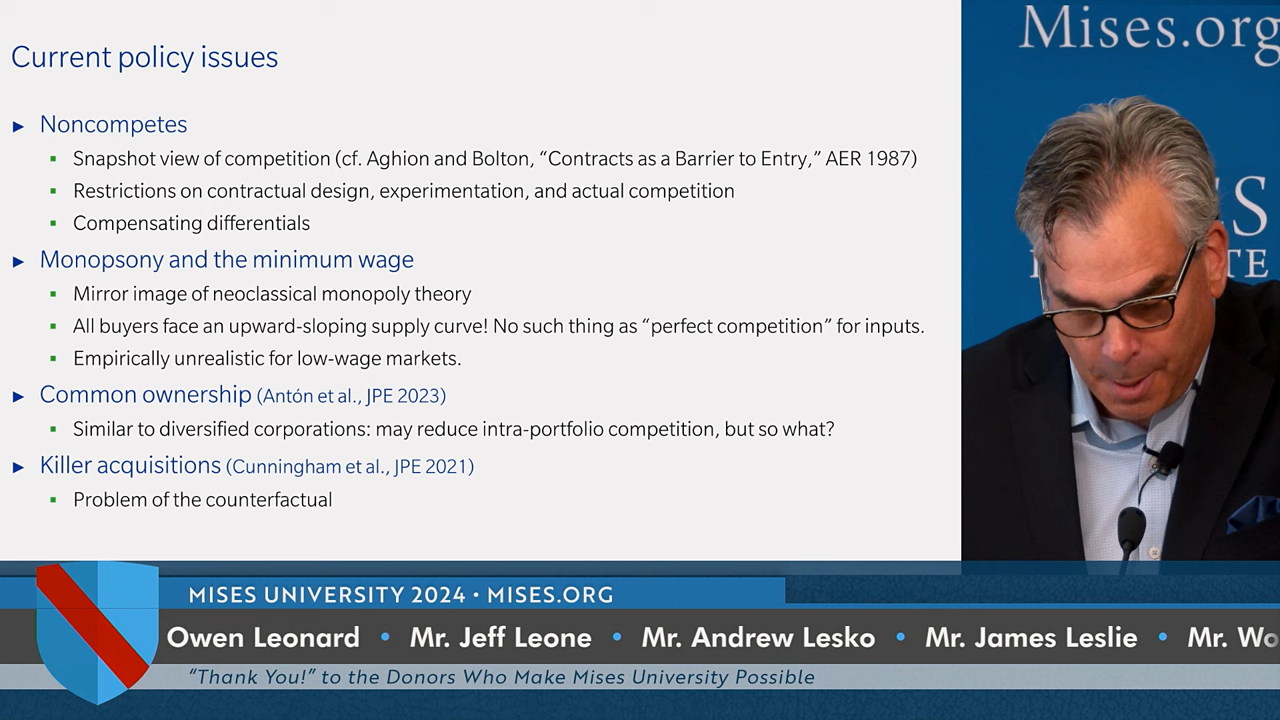 Current policy issues
▶ Noncompetes
▪ Snapshot view of competition (cf. Aghion and Bolton, “Contracts as a Barrier to Entry,” AER 1987)
▪ Restrictions on contractual design, experimentation, and actual competition
▪ Compensating differentials
▶ Monopsony and the minimum wage
▪ Mirror image of neoclassical monopoly theory
▪ All buyers face an upward-sloping supply curve! No such thing as “perfect competition” for inputs.
▪ Empirically unrealistic for low-wage markets.
▶ Common ownership (Antón et al., JPE 2023)
▪ Similar to diversified corporations: may reduce intra-portfolio competition, but so what?
▶ Killer acquisitions (Cunningham et al., JPE 2021)
▪ Problem of the counterfactual
Mises.org
MISES UNIVERSITY 2024 • MISES.ORG
Owen Leonard • Mr. Jeff Leone • Mr. Andrew Lesko • Mr. James Leslie • Mr.
“Thank You!” to the Donors Who Make Mises University Possible